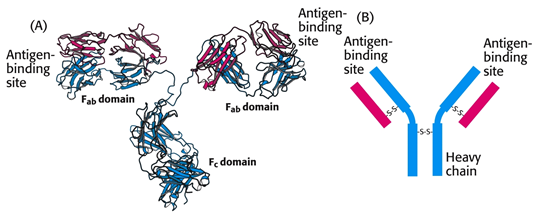 (A)
Antigen-
binding
site
Fab domain
Antigen-
binding site
Fab domain
Fc domain
(B)
Antigen-
binding
site
Antigen-
binding
site
-S-S-
-S-S-
-S-S-
Heavy
chain